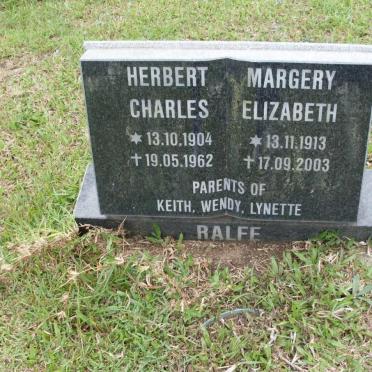 HERBERT MARGERY
CHARLES ELIZABETH
★ 13.10.1904 ★ 13.11.1913
✝ 19.05.1962 ✝ 17.09.2003
PARENTS OF
KEITH, WENDY, LYNETTE
RALFE